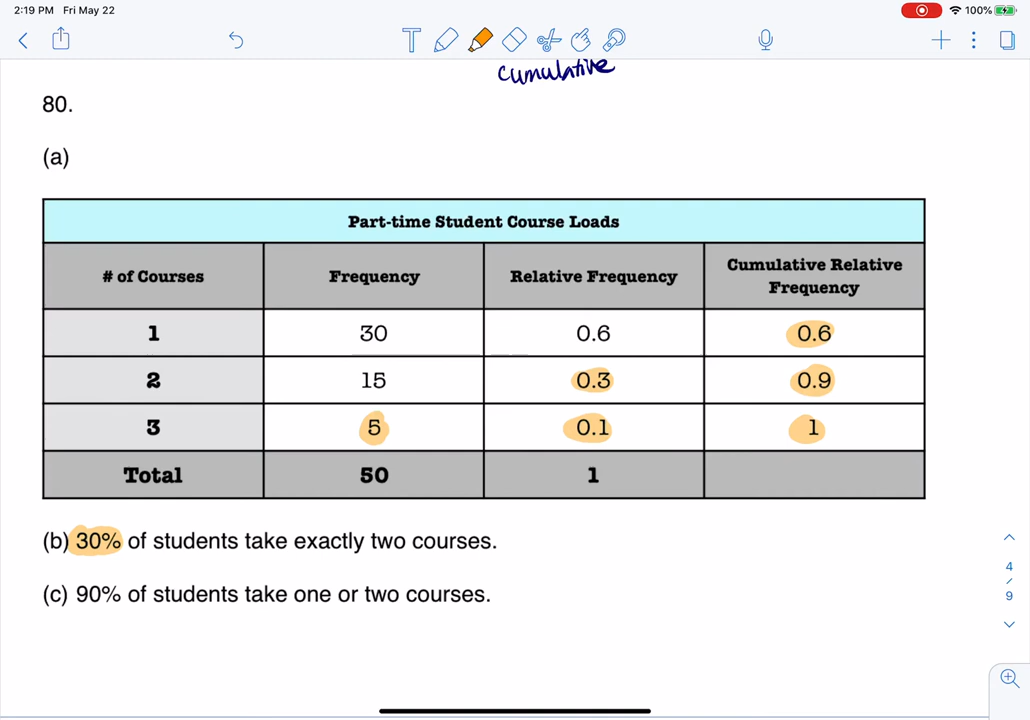 2:19 PM Fri May 22
100%
T
cumulative
80.
(a)
Part-time Student Course Loads
# of Courses Frequency Relative Frequency Cumulative Relative Frequency
1 30 0.6 0.6
2 15 0.3 0.9
3 5 0.1 1
Total 50 1
(b) 30% of students take exactly two courses.
(c) 90% of students take one or two courses.
4
/
9